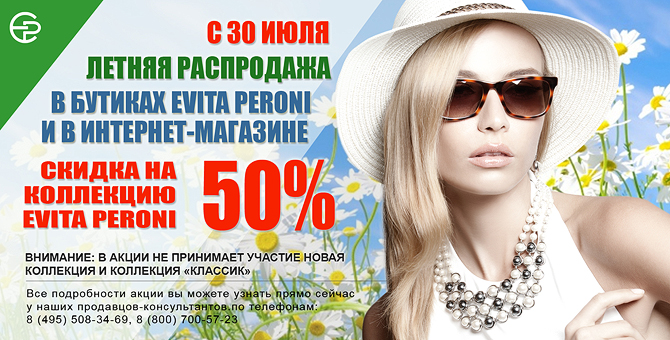 С 30 ИЮЛЯ
ЛЕТНЯЯ РАСПРОДАЖА
В БУТИКАХ EVITA PERONI
И В ИНТЕРНЕТ-МАГАЗИНЕ
СКИДКА НА
КОЛЛЕКЦИЮ
EVITA PERONI
50%
ВНИМАНИЕ: В АКЦИИ НЕ ПРИНИМАЕТ УЧАСТИЕ НОВАЯ
КОЛЛЕКЦИЯ И КОЛЛЕКЦИЯ «КЛАССИК»
Все подробности акции вы можете узнать прямо сейчас
у наших продавцов-консультантов по телефонам:
8 (495) 508-34-69, 8 (800) 700-57-23